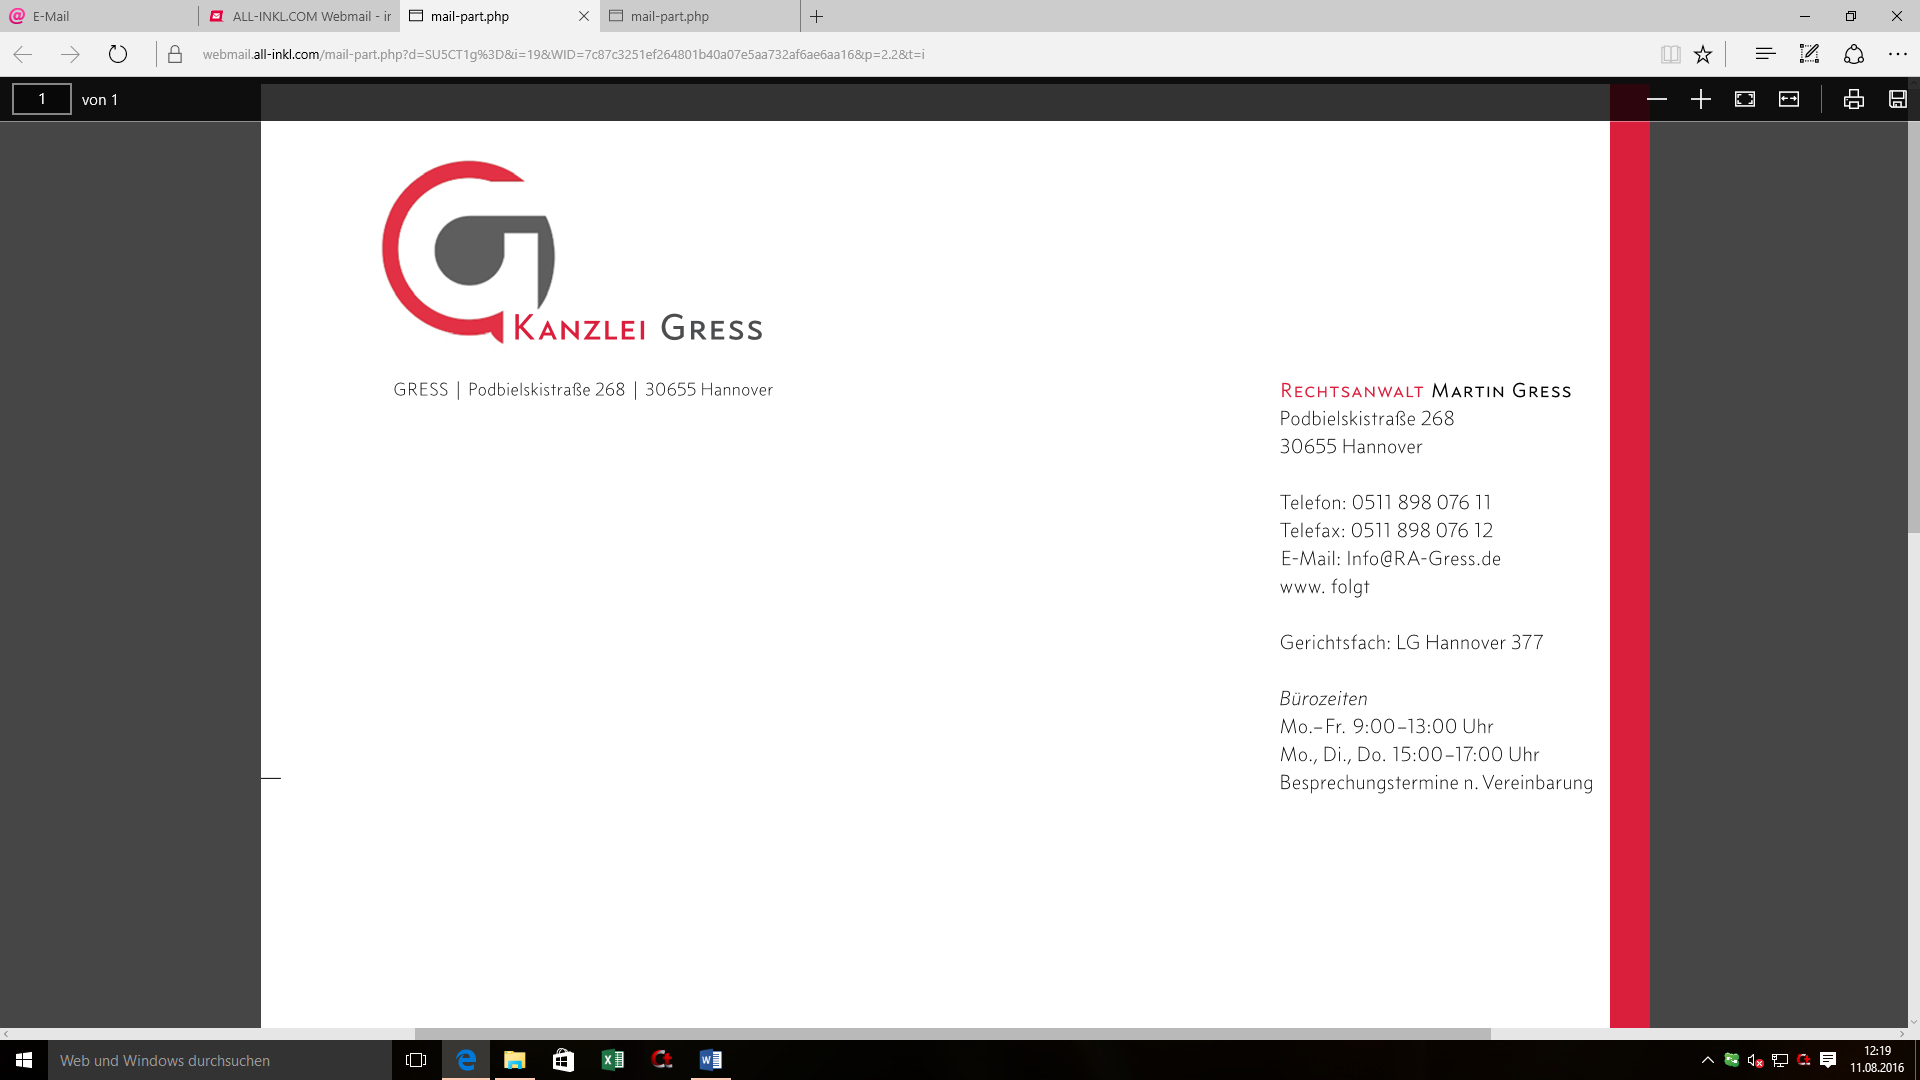 E-Mail
ALL-INKL.COM Webmail - ir
mail-part.php
mail-part.php
webmail.all-inkl.com/mail-part.php?d=SU5CT1g%3D&i=19&WID=7c87c3251ef264801b40a07e5aa732af6ae6aa16&p=2.2&t=i
1 von 1
KANZLEI GRESS
GRESS | Podbielskistraße 268 | 30655 Hannover
RECHTSANWALT MARTIN GRESS
Podbielskistraße 268
30655 Hannover
Telefon: 0511 898 076 11
Telefax: 0511 898 076 12
E-Mail: Info@RA-Gress.de
www. folgt
Gerichtsfach: LG Hannover 377
Bürozeiten
Mo.–Fr. 9:00–13:00 Uhr
Mo., Di., Do. 15:00–17:00 Uhr
Besprechungstermine n. Vereinbarung
Web und Windows durchsuchen
12:19
11.08.2016